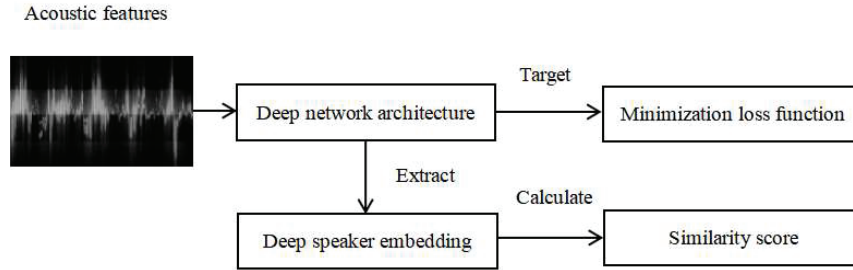 Acoustic features
Target
Deep network architecture
Minimization loss function
Extract
Calculate
Deep speaker embedding
Similarity score